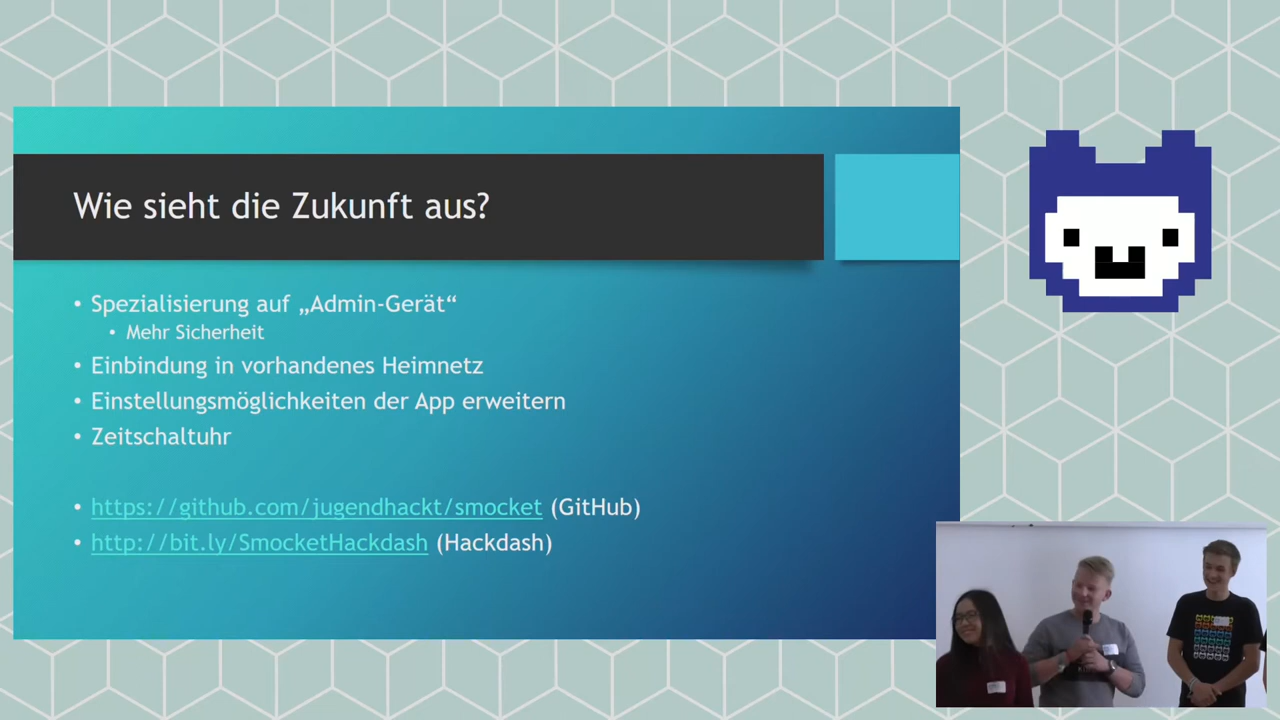 Wie sieht die Zukunft aus?
• Spezialisierung auf „Admin-Gerät“
• Mehr Sicherheit
• Einbindung in vorhandenes Heimnetz
• Einstellungsmöglichkeiten der App erweitern
• Zeitschaltuhr
• https://github.com/jugendhackt/smocket (GitHub)
• http://bit.ly/SmocketHackdash (Hackdash)